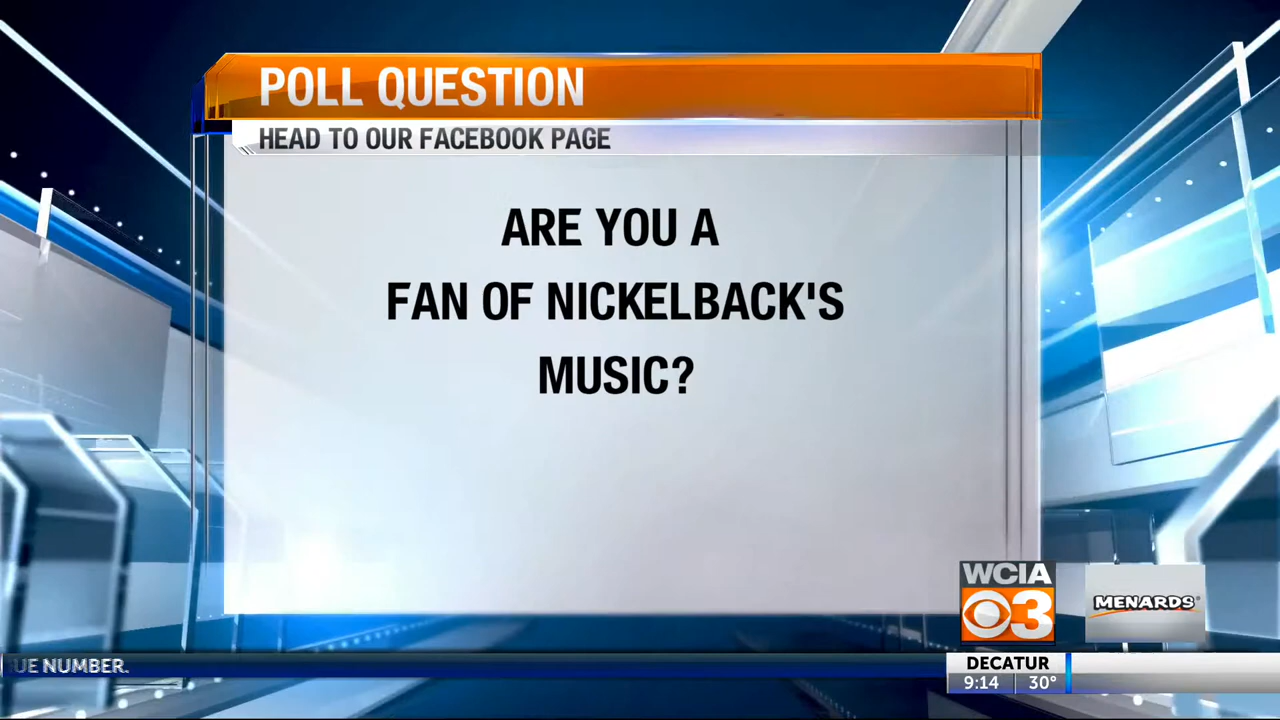 POLL QUESTION
HEAD TO OUR FACEBOOK PAGE
ARE YOU A
FAN OF NICKELBACK'S
MUSIC?
WCIA
3
MENARDS®
NUMBER.
DECATUR
9:14 30°